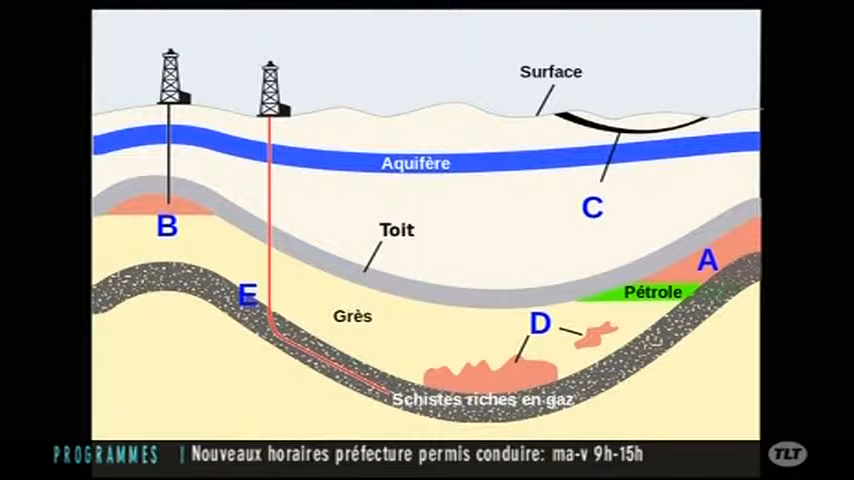 Surface
Aquifère
C
B
Toit
A
E
Pétrole
Grès
D
Schistes riches en gaz
PROGRAMMES | Nouveaux horaires préfecture permis conduire: ma-v 9h-15h
TLT